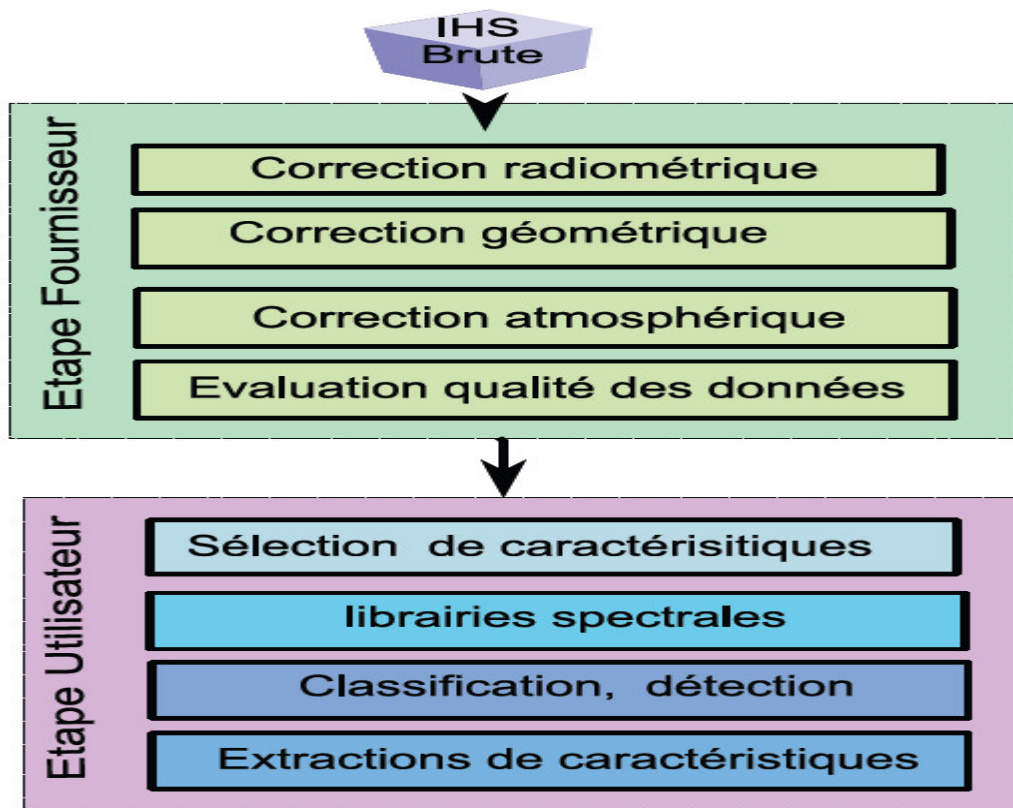 IHS
Brute
Etape Fournisseur
Correction radiométrique
Correction géométrique
Correction atmosphérique
Evaluation qualité des données
Etape Utilisateur
Sélection de caractérisitiques
librairies spectrales
Classification, détection
Extractions de caractéristiques